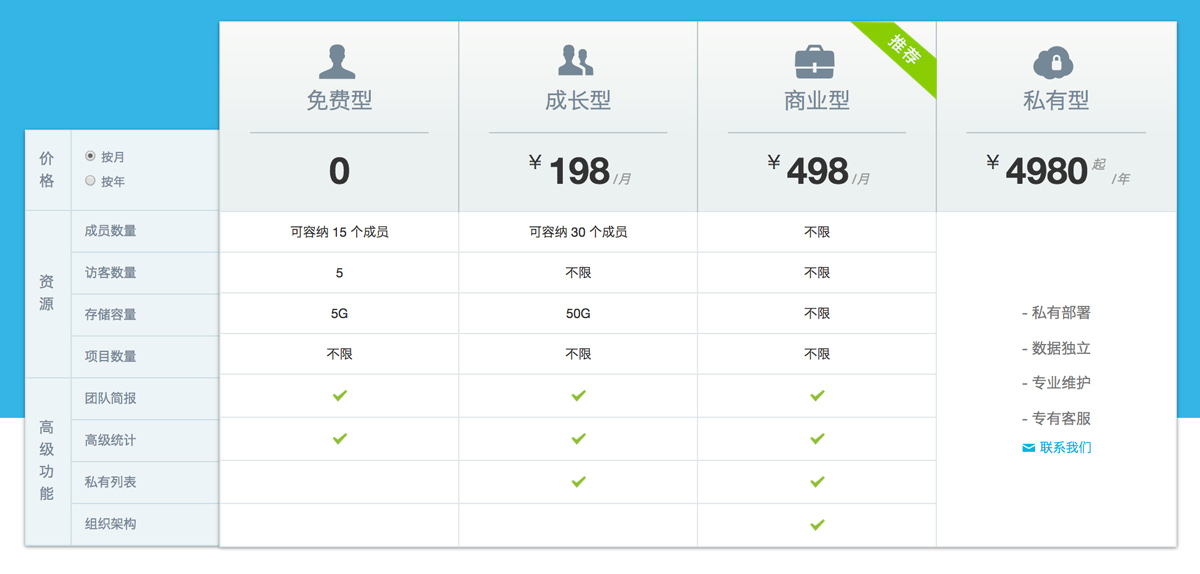 免费型
成长型
商业型
推荐
私有型
价格
按月
按年
0
¥ 198 /月
¥ 498 /月
¥ 4980 起 /年
资源
成员数量
可容纳 15 个成员
可容纳 30 个成员
不限
访客数量
5
不限
不限
存储容量
5G
50G
不限
项目数量
不限
不限
不限
高级功能
团队简报
高级统计
私有列表
组织架构
- 私有部署
- 数据独立
- 专业维护
- 专有客服
联系我们